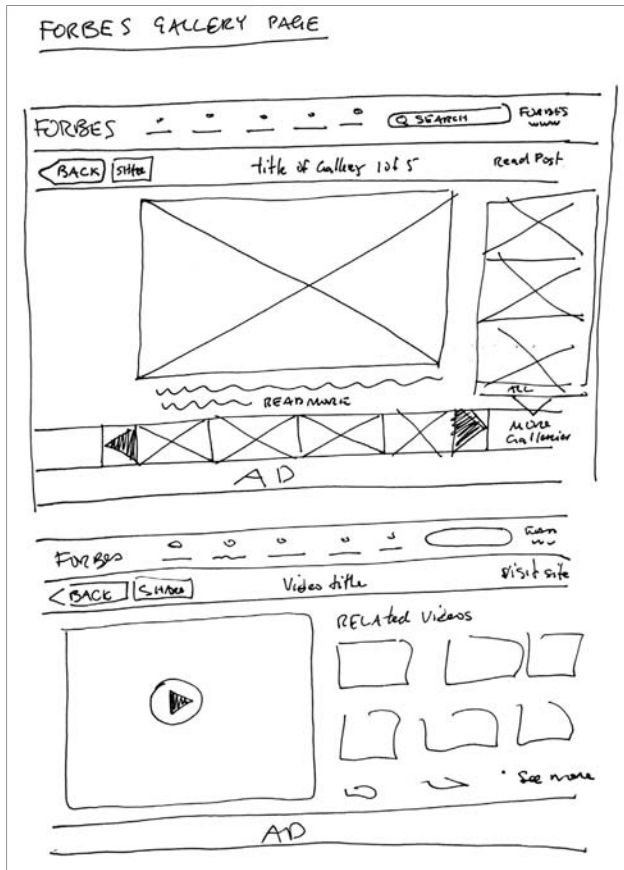 FORBES GALLERY PAGE
FORBES SEARCH FORBES
BACK SHARE title of Gallery 1 of 5 Read Post
READ MORE
ALL
MORE
Galleries
AD
FORBES
BACK SHARE Video title Visit site
RELAted Videos
See more
AD